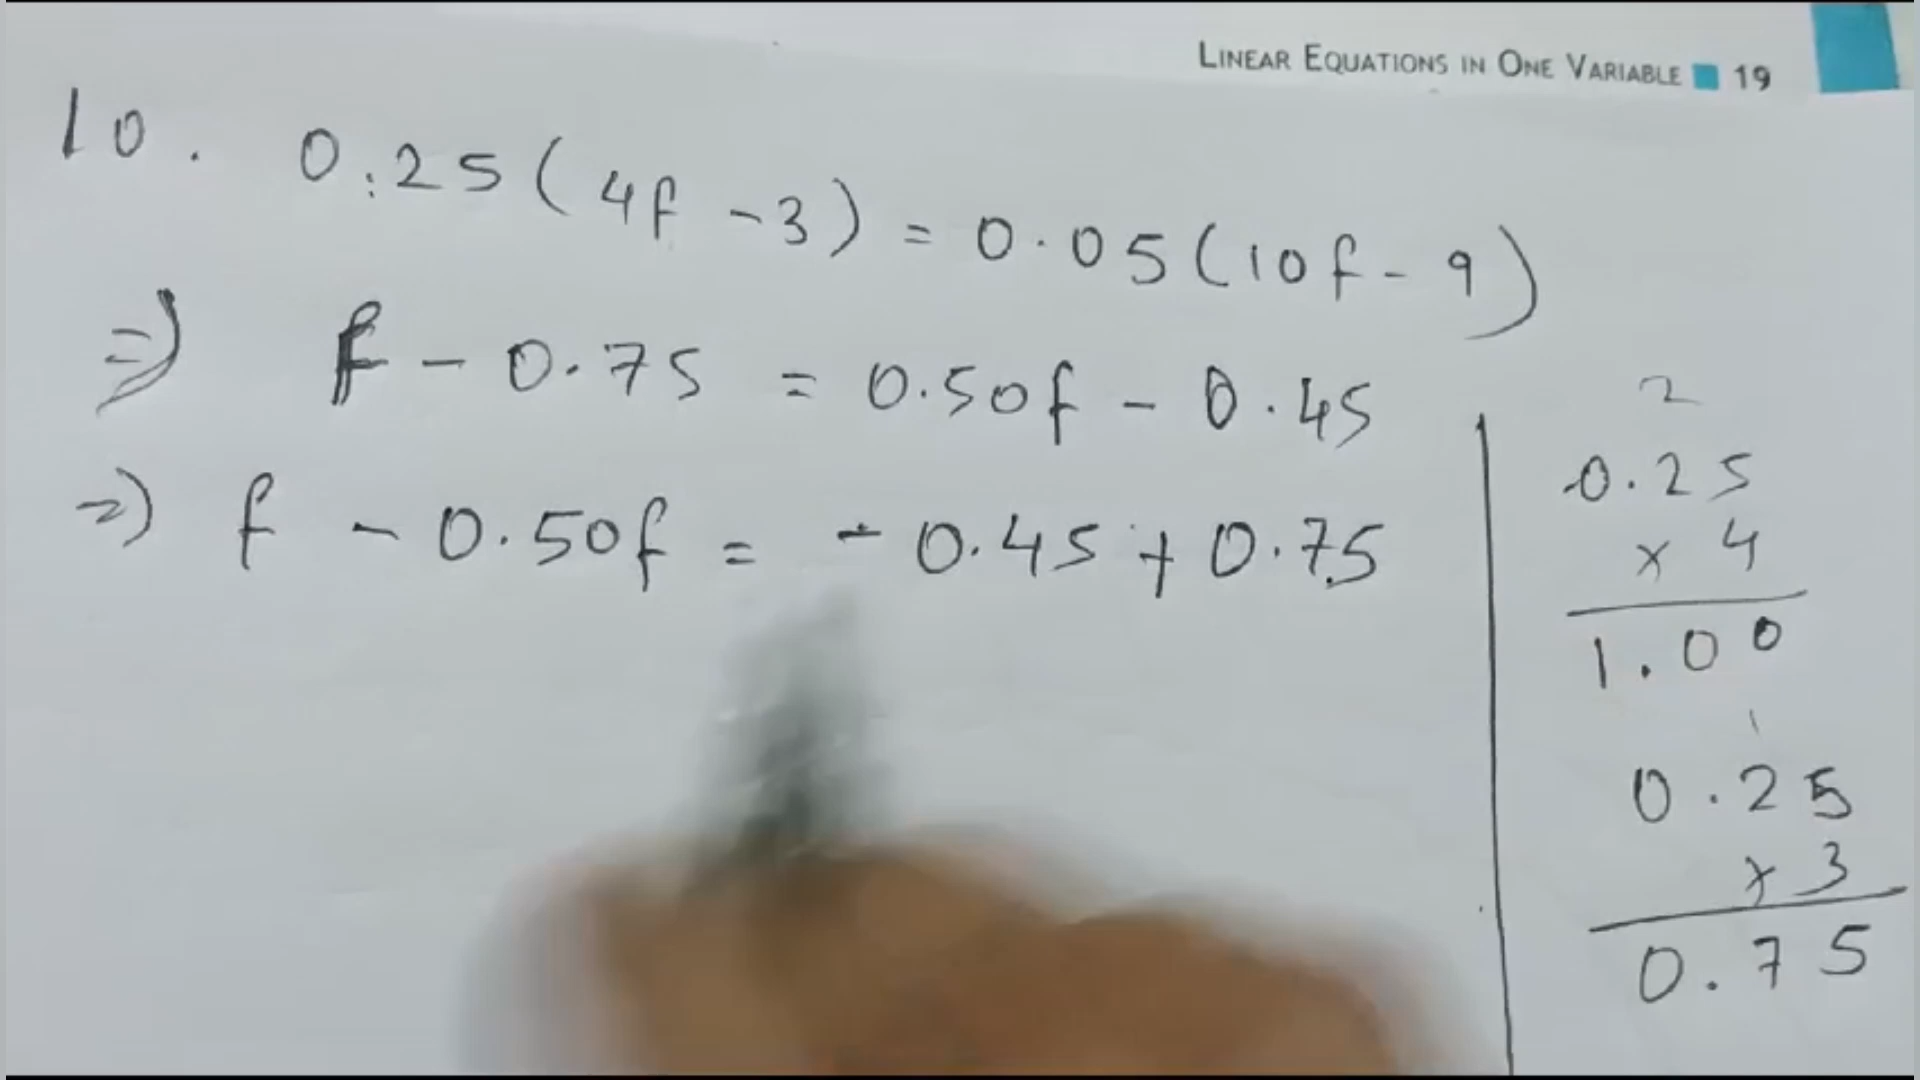 LINEAR EQUATIONS IN ONE VARIABLE 19
10. 0.25(4f - 3) = 0.05(10f - 9)
=> f - 0.75 = 0.50f - 0.45
=> f - 0.50f = - 0.45 + 0.75
2
0.25
x 4
1.00
1
0.25
x 3
0.75